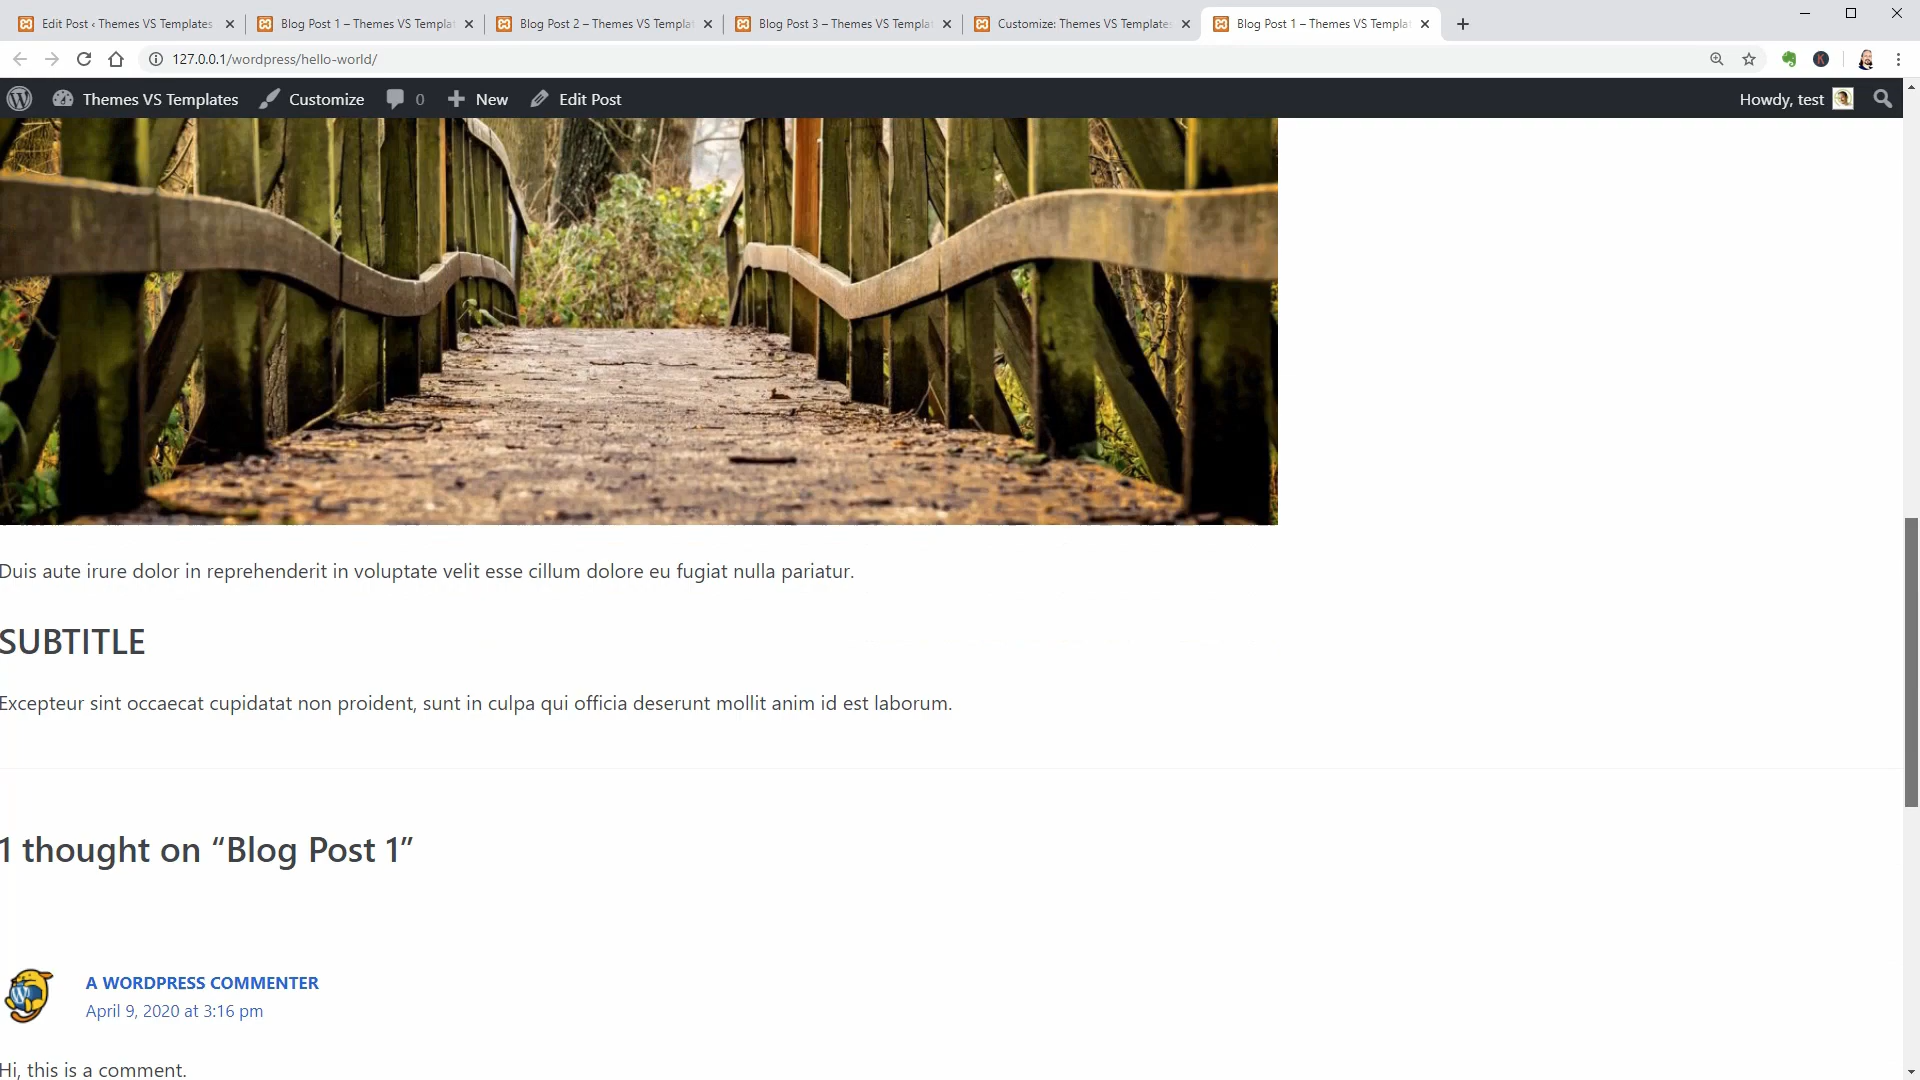 Edit Post ‹ Themes VS Templates
Blog Post 1 – Themes VS Templat
Blog Post 2 – Themes VS Templat
Blog Post 3 – Themes VS Templat
Customize: Themes VS Templates
Blog Post 1 – Themes VS Templat
127.0.0.1/wordpress/hello-world/
Themes VS Templates
Customize
0
New
Edit Post
Howdy, test
Duis aute irure dolor in reprehenderit in voluptate velit esse cillum dolore eu fugiat nulla pariatur.
SUBTITLE
Excepteur sint occaecat cupidatat non proident, sunt in culpa qui officia deserunt mollit anim id est laborum.
1 thought on “Blog Post 1”
A WORDPRESS COMMENTER
April 9, 2020 at 3:16 pm
Hi, this is a comment.